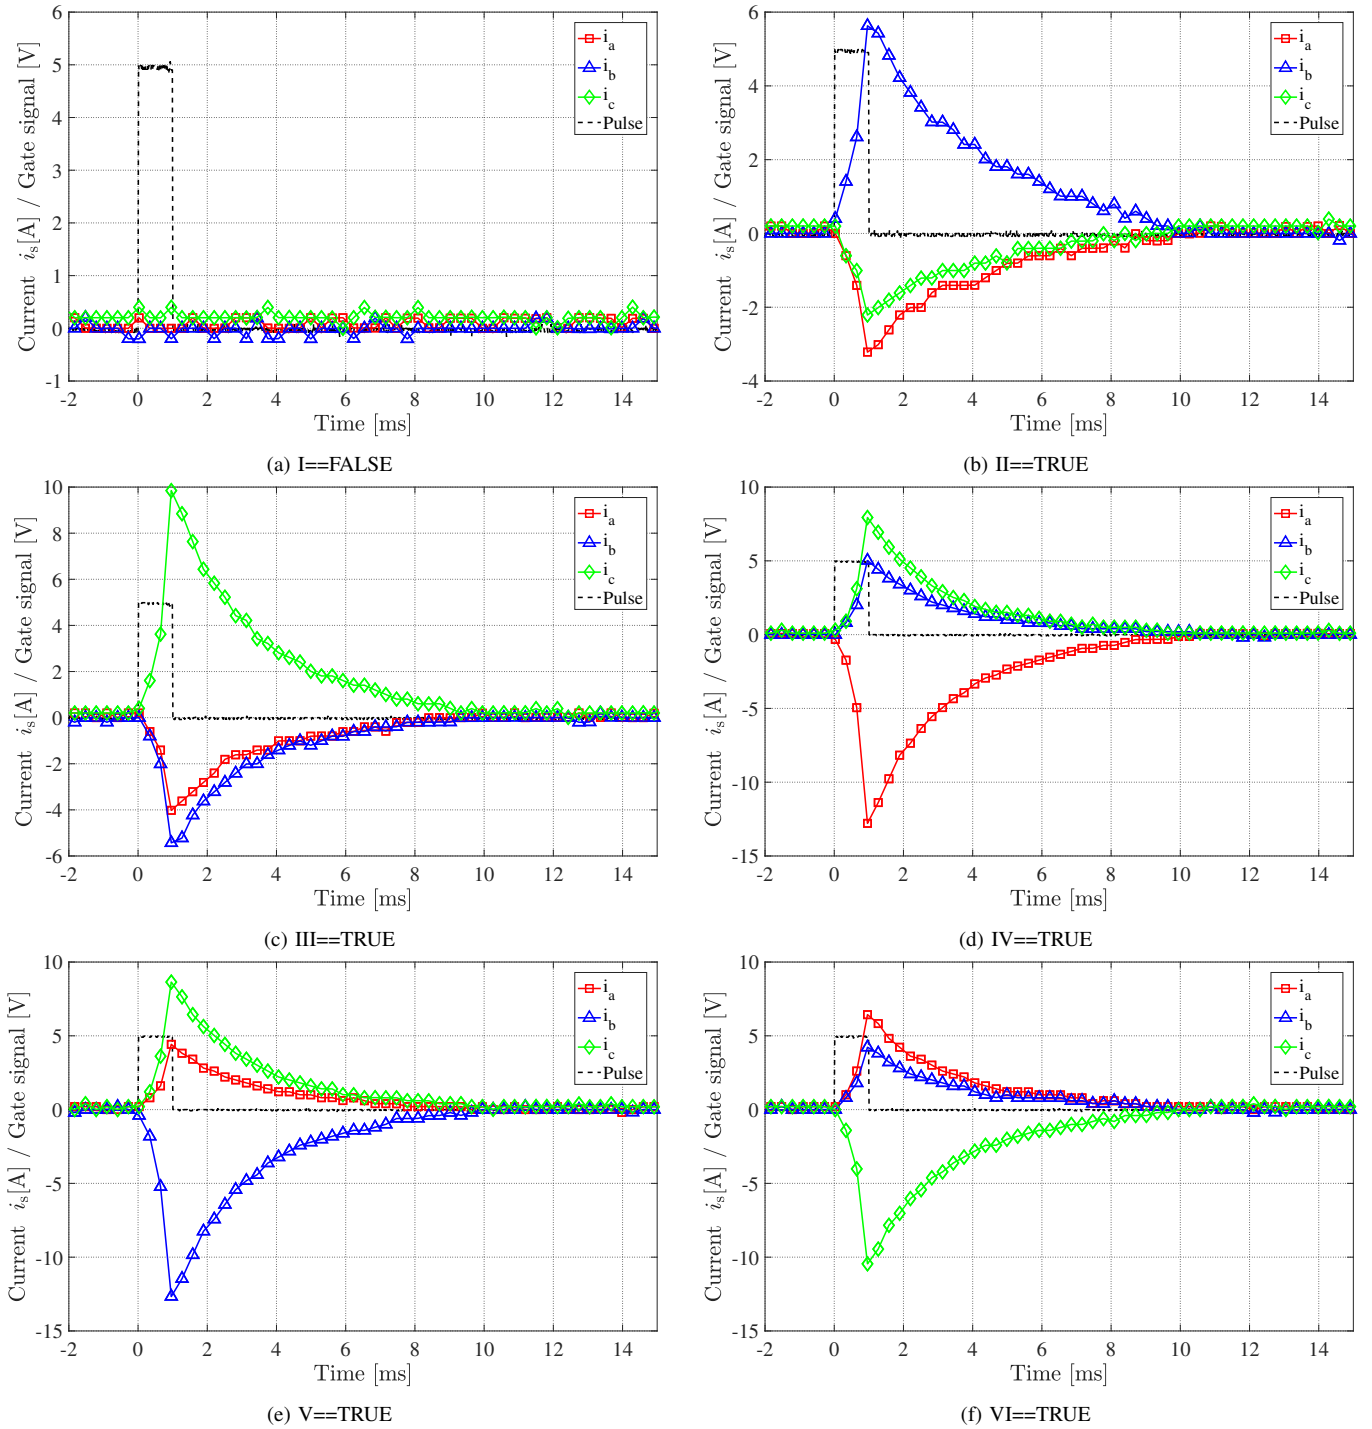 6
5
4
3
2
1
0
-1
-2
0
2
4
6
8
10
12
14
Current i_s[A] / Gate signal [V]
Time [ms]
i_a
i_b
i_c
Pulse
(a) I==FALSE
6
4
2
0
-2
-4
-2
0
2
4
6
8
10
12
14
Current i_s[A] / Gate signal [V]
Time [ms]
i_a
i_b
i_c
Pulse
(b) II==TRUE
10
8
6
4
2
0
-2
-4
-6
-2
0
2
4
6
8
10
12
14
Current i_s[A] / Gate signal [V]
Time [ms]
i_a
i_b
i_c
Pulse
(c) III==TRUE
10
5
0
-5
-10
-15
-2
0
2
4
6
8
10
12
14
Current i_s[A] / Gate signal [V]
Time [ms]
i_a
i_b
i_c
Pulse
(d) IV==TRUE
10
5
0
-5
-10
-15
-2
0
2
4
6
8
10
12
14
Current i_s[A] / Gate signal [V]
Time [ms]
i_a
i_b
i_c
Pulse
(e) V==TRUE
10
5
0
-5
-10
-15
-2
0
2
4
6
8
10
12
14
Current i_s[A] / Gate signal [V]
Time [ms]
i_a
i_b
i_c
Pulse
(f) VI==TRUE